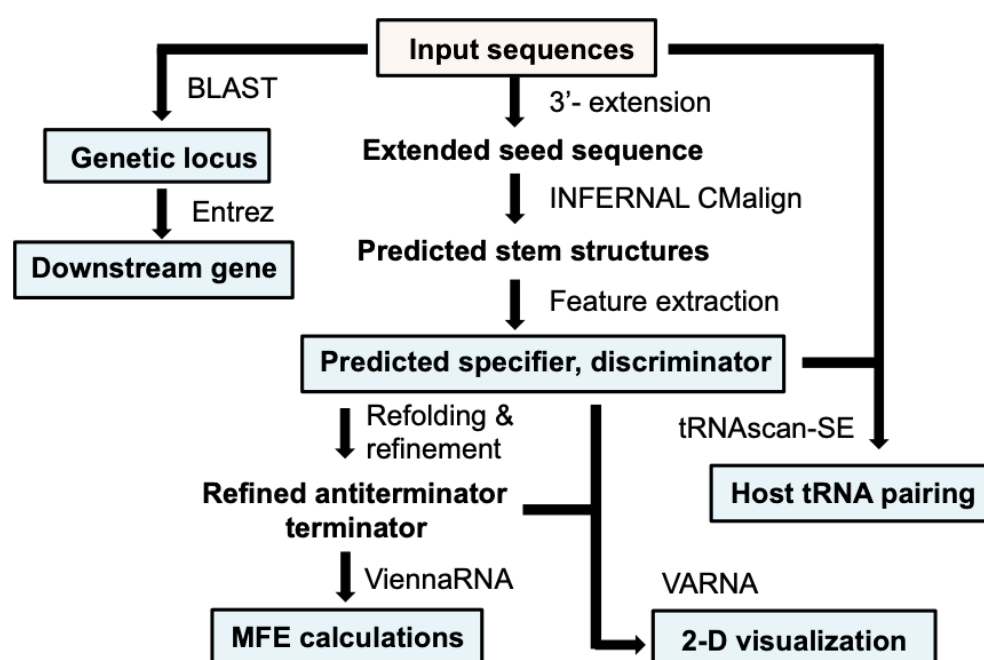 Input sequences
BLAST
3’- extension
Genetic locus
Extended seed sequence
Entrez
INFERNAL CMalign
Downstream gene
Predicted stem structures
Feature extraction
Predicted specifier, discriminator
Refolding &
refinement
tRNAscan-SE
Refined antiterminator
terminator
Host tRNA pairing
ViennaRNA
VARNA
MFE calculations
2-D visualization